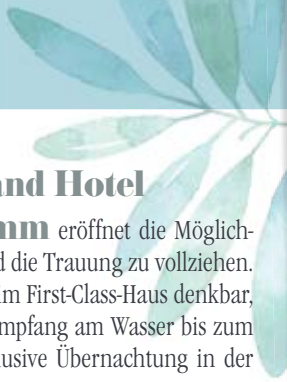 and Hotel
mm eröffnet die Möglich-
d die Trauung zu vollziehen.
im First-Class-Haus denkbar,
mpfang am Wasser bis zum
lusive Übernachtung in der